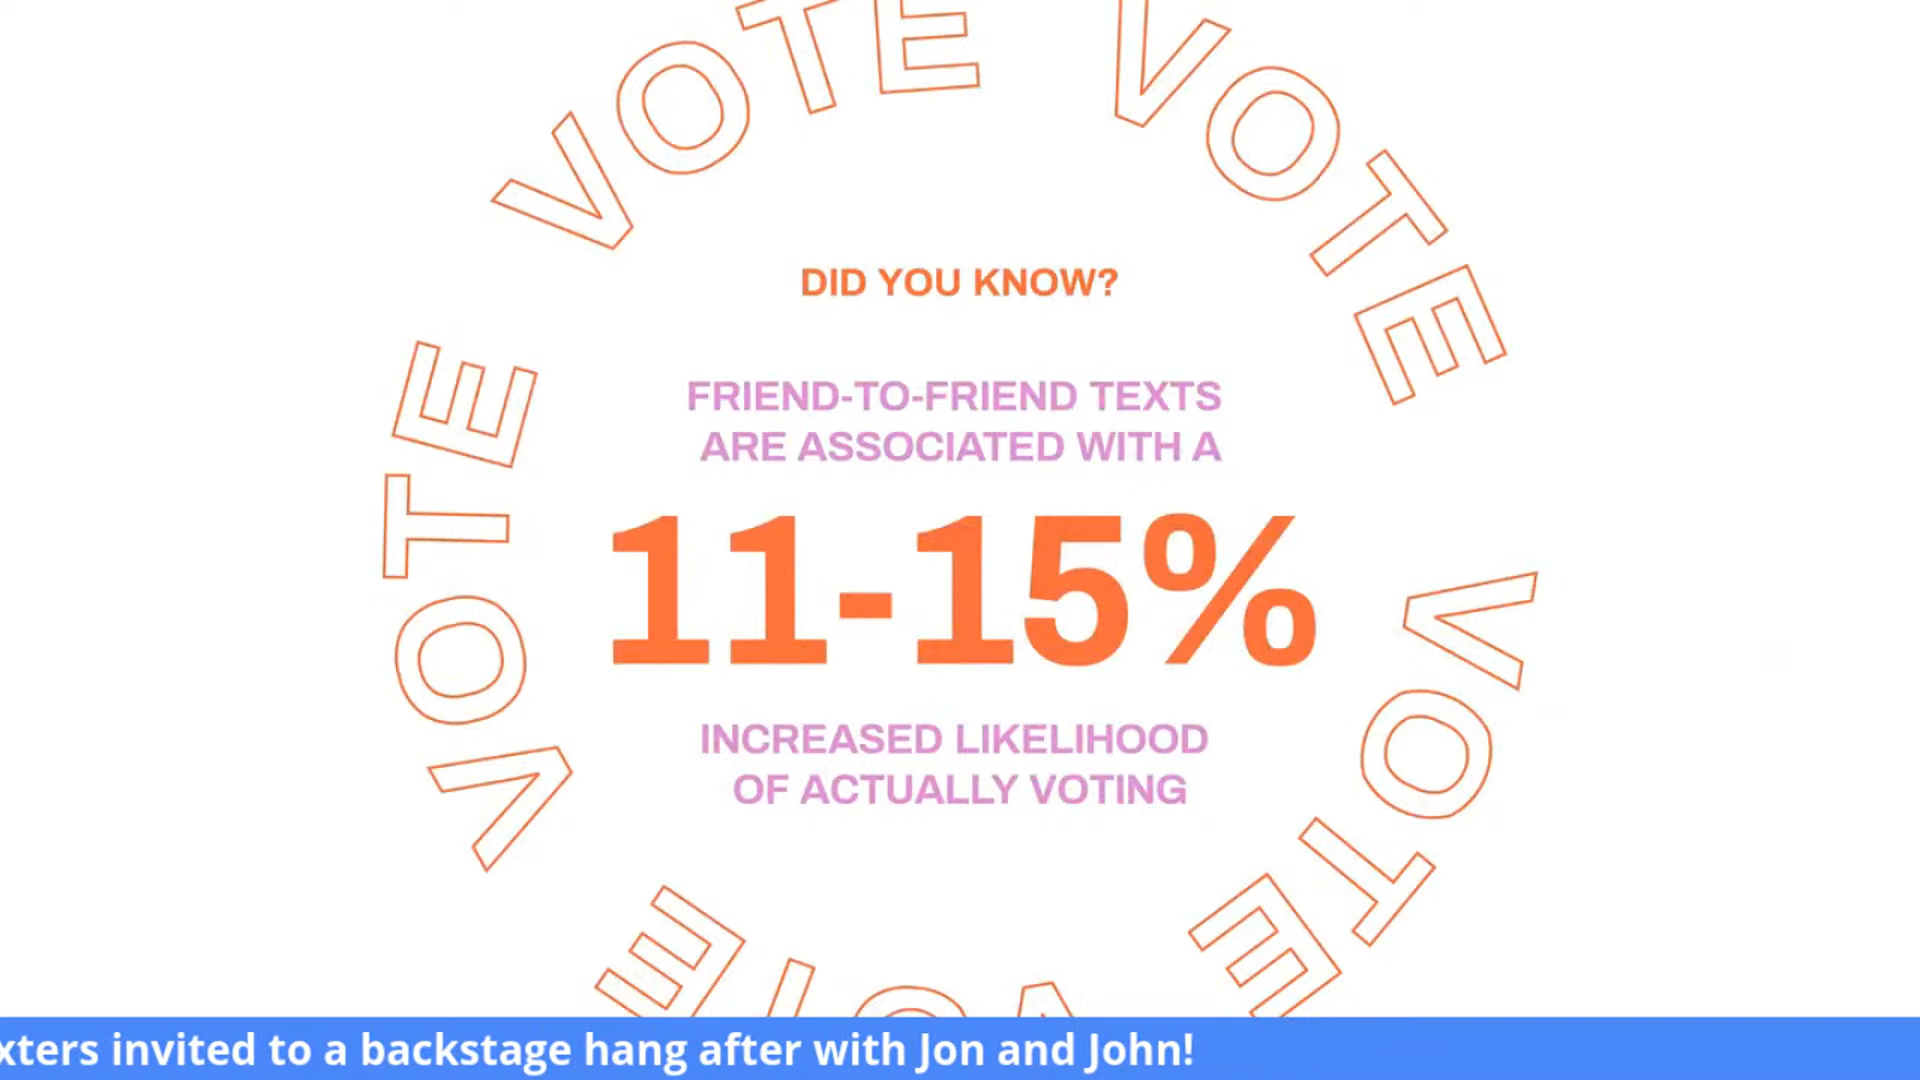 VOTE VOTE VOTE VOTE VOTE
DID YOU KNOW?
FRIEND-TO-FRIEND TEXTS
ARE ASSOCIATED WITH A
11-15%
INCREASED LIKELIHOOD
OF ACTUALLY VOTING
xters invited to a backstage hang after with Jon and John!